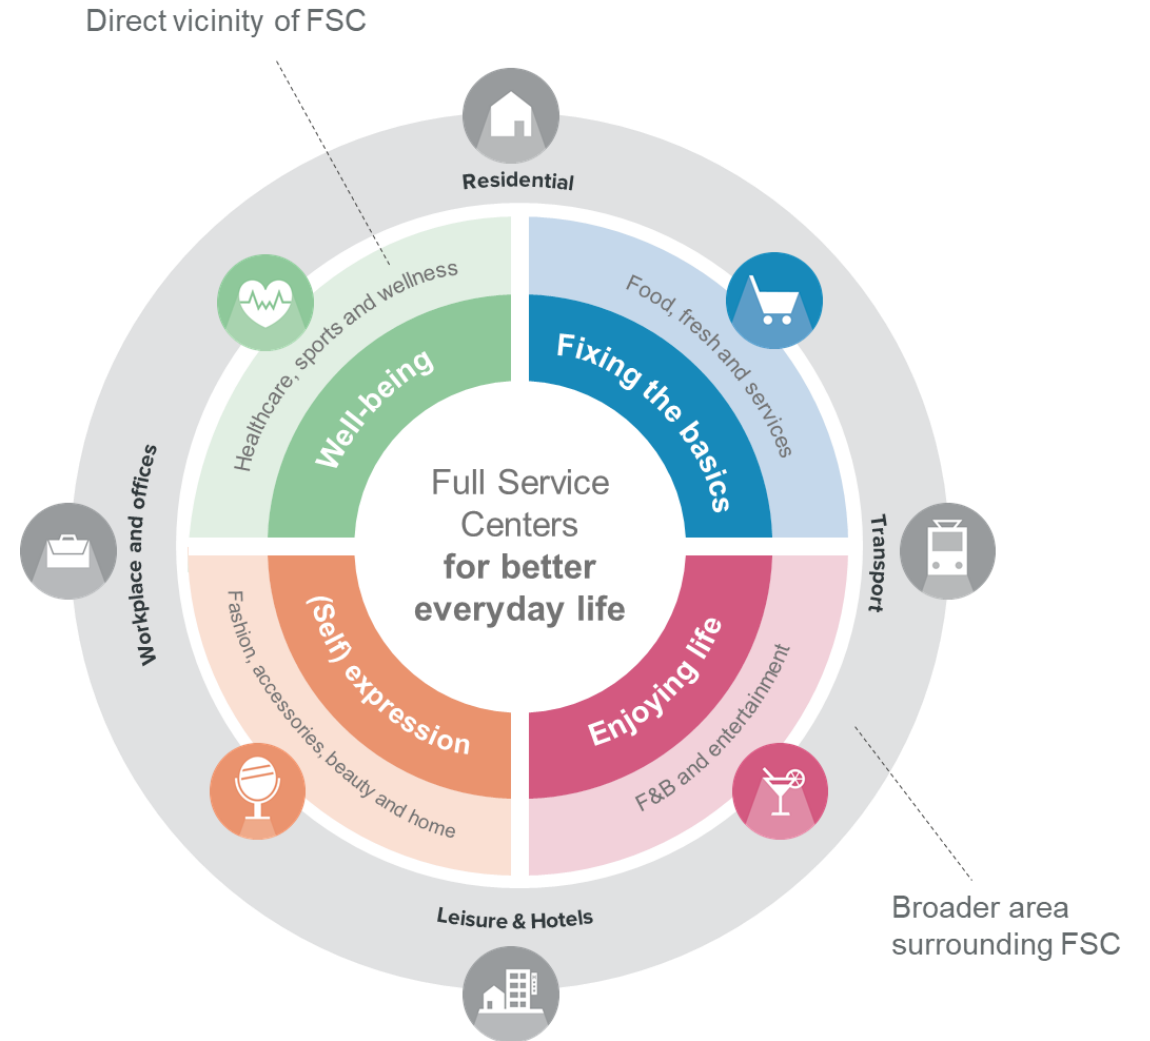 Direct vicinity of FSC
Residential
Healthcare, sports and wellness
Well-being
Food, fresh and services
Fixing the basics
Workplace and offices
Full Service
Centers
for better
everyday life
Transport
Fashion, accessories, beauty and home
(Self) expression
Enjoying life
F&B and entertainment
Leisure & Hotels
Broader area
surrounding FSC